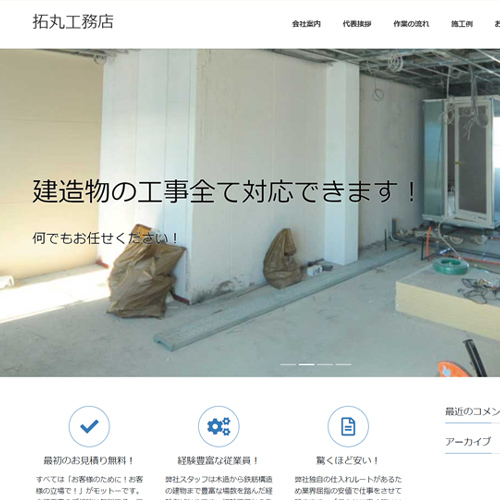 拓丸工務店
会社案内 代表挨拶 作業の流れ 施工例 お
建造物の工事全て対応できます！
何でもお任せください！
最初のお見積り無料！
すべては「お客様のために！お客
様の立場で！」がモットーです。
経験豊富な従業員！
弊社スタッフは木造から鉄筋構造
の建物まで豊富な場数を踏んだ経
驚くほど安い！
弊社独自の仕入れルートがあるた
め業界屈指の安価で仕事をさせて
最近のコメン
アーカイブ